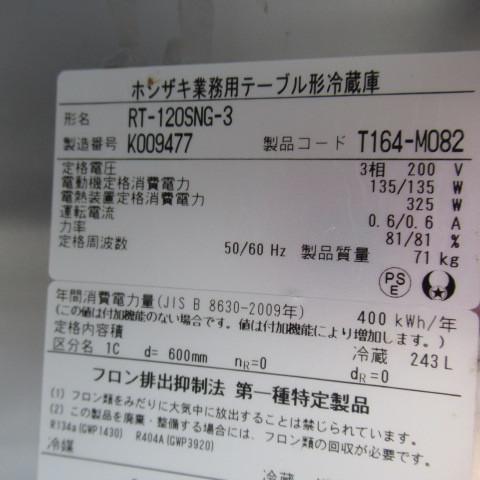 ホシザキ業務用テーブル形冷蔵庫
形名 RT-120SNG-3
製造番号 K009477 製品コード T164-M082
定格電圧 3相 200 V
電動機定格消費電力 135/135 W
電熱装置定格消費電力 325 W
運転電流 0.6/0.6 A
力率 81/81 %
定格周波数 50/60 Hz 製品質量 71 kg
PS
E
年間消費電力量(JIS B 8630-2009年) 400 kWh/年
(この値は付加機能のない場合です。値は付加機能により増加します。)
定格内容積 冷蔵 243 L
区分名 1C d= 600mm nR=0 dR=0
フロン排出抑制法 第一種特定製品
(1) フロン類をみだりに大気中に放出することは禁じられています。
(2) この製品を廃棄・整備する場合には、フロン類の回収が必要です。
R134a(GWP1430) R404A(GWP3920)
冷媒
冷蔵